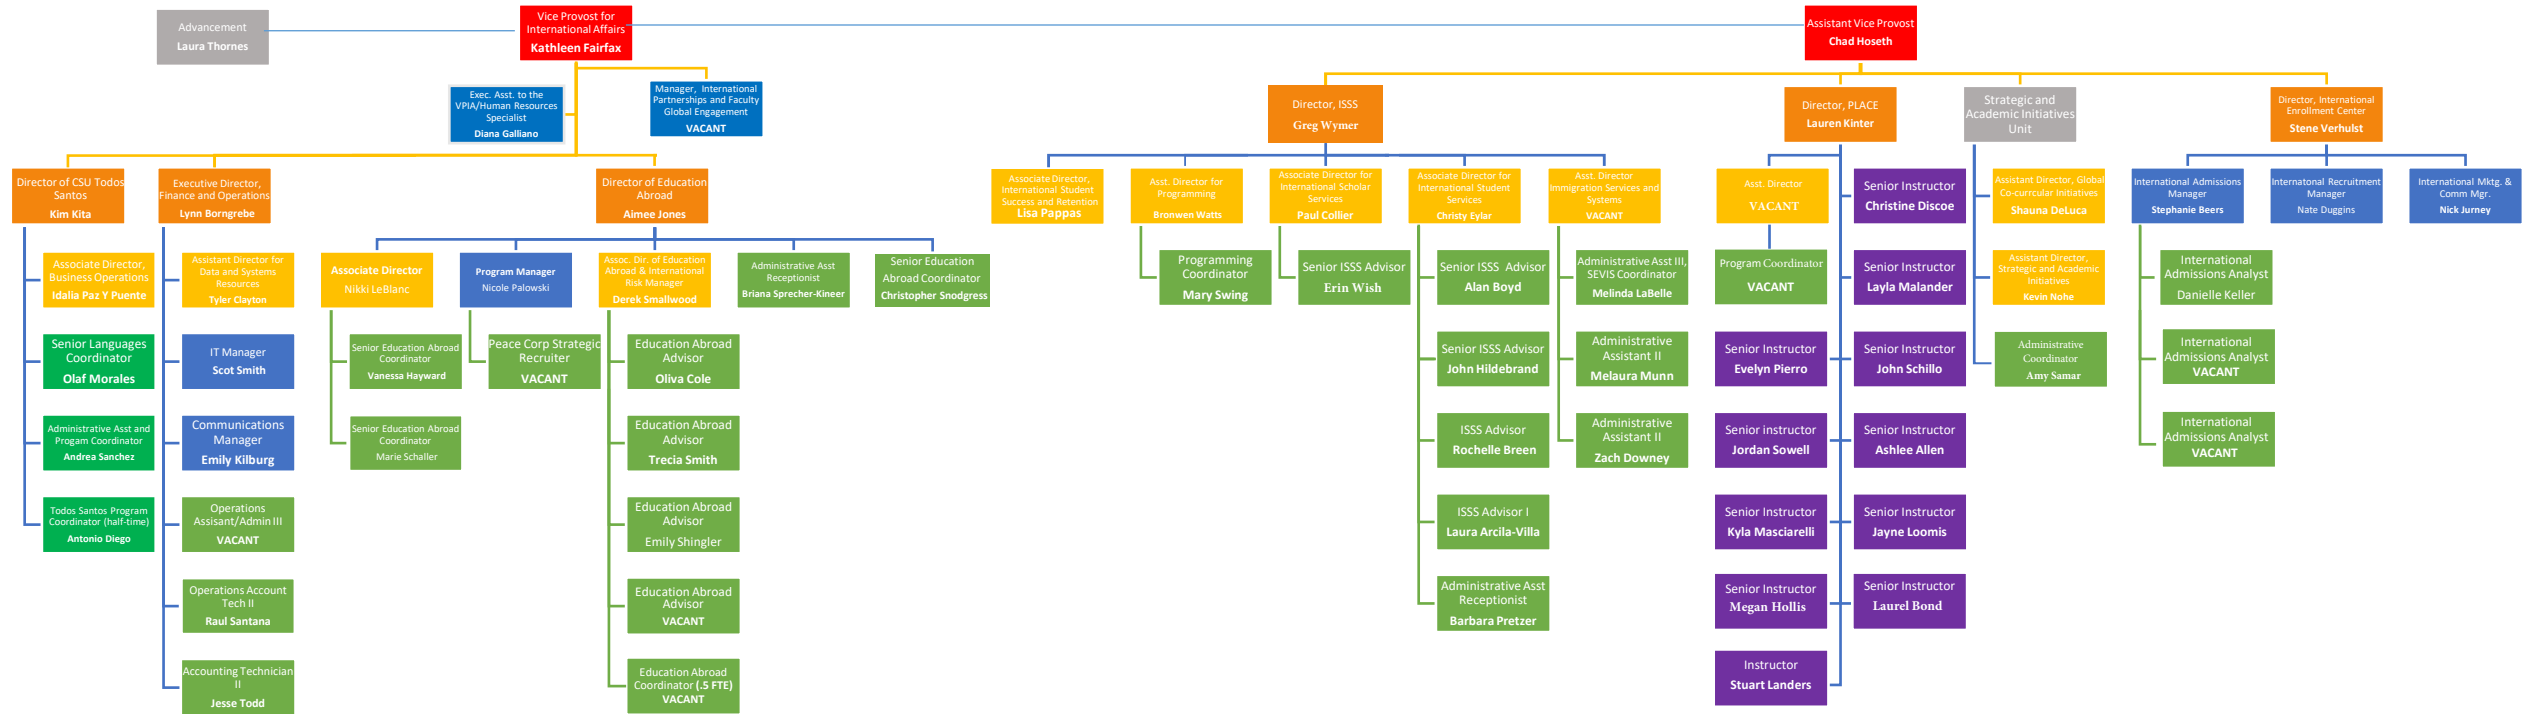 Advancement
Laura Thornes
Vice Provost for
International Affairs
Kathleen Fairfax
Assistant Vice Provost
Chad Hoseth
Exec. Asst. to the
VPIA/Human Resources
Specialist
Diana Galliano
Manager, International
Partnerships and Faculty
Global Engagement
VACANT
Director, ISSS
Greg Wymer
Director, PLACE
Lauren Kinter
Strategic and
Academic Initiatives
Unit
Director, International
Enrollment Center
Stene Verhulst
Director of CSU Todos
Santos
Kim Kita
Executive Director,
Finance and Operations
Lynn Borngrebe
Director of Education
Abroad
Aimee Jones
Associate Director,
International Student
Success and Retention
Lisa Pappas
Asst. Director for
Programming
Bronwen Watts
Associate Director for
International Scholar
Services
Paul Collier
Associate Director for
International Student
Services
Christy Eylar
Asst. Director
Immigration Services and
Systems
VACANT
Asst. Director
VACANT
Senior Instructor
Christine Discoe
Assistant Director, Global
Co-currcular Initiatives
Shauna DeLuca
International Admissions
Manager
Stephanie Beers
Internatonal Recruitment
Manager
Nate Duggins
International Mktg. &
Comm Mgr.
Nick Jurney
Associate Director,
Business Operations
Idalia Paz Y Puente
Assistant Director for
Data and Systems
Resources
Tyler Clayton
Associate Director
Nikki LeBlanc
Program Manager
Nicole Palowski
Assoc. Dir. of Education
Abroad & International
Risk Manager
Derek Smallwood
Administrative Asst
Receptionist
Briana Sprecher-Kineer
Senior Education
Abroad Coordinator
Christopher Snodgress
Programming
Coordinator
Mary Swing
Senior ISSS Advisor
Erin Wish
Senior ISSS Advisor
Alan Boyd
Administrative Asst III,
SEVIS Coordinator
Melinda LaBelle
Program Coordinator
VACANT
Senior Instructor
Layla Malander
Assistant Director,
Strategic and Academic
Initiatives
Kevin Nohe
International
Admissions Analyst
Danielle Keller
Senior Languages
Coordinator
Olaf Morales
IT Manager
Scot Smith
Senior Education Abroad
Coordinator
Vanessa Hayward
Peace Corp Strategic
Recruiter
VACANT
Education Abroad
Advisor
Oliva Cole
Senior ISSS Advisor
John Hildebrand
Administrative
Assistant II
Melaura Munn
Senior Instructor
Evelyn Pierro
Senior Instructor
John Schillo
Administrative
Coordinator
Amy Samar
International
Admissions Analyst
VACANT
Administrative Asst and
Progam Coordinator
Andrea Sanchez
Communications
Manager
Emily Kilburg
Senior Education Abroad
Coordinator
Marie Schaller
Education Abroad
Advisor
Trecia Smith
ISSS Advisor
Rochelle Breen
Administrative
Assistant II
Zach Downey
Senior instructor
Jordan Sowell
Senior Instructor
Ashlee Allen
International
Admissions Analyst
VACANT
Todos Santos Program
Coordinator (half-time)
Antonio Diego
Operations
Assisant/Admin III
VACANT
Education Abroad
Advisor
Emily Shingler
ISSS Advisor I
Laura Arcila-Villa
Senior Instructor
Kyla Masciarelli
Senior Instructor
Jayne Loomis
Operations Account
Tech II
Raul Santana
Education Abroad
Advisor
VACANT
Administrative Asst
Receptionist
Barbara Pretzer
Senior Instructor
Megan Hollis
Senior Instructor
Laurel Bond
Accounting Technician
II
Jesse Todd
Education Abroad
Coordinator (.5 FTE)
VACANT
Instructor
Stuart Landers